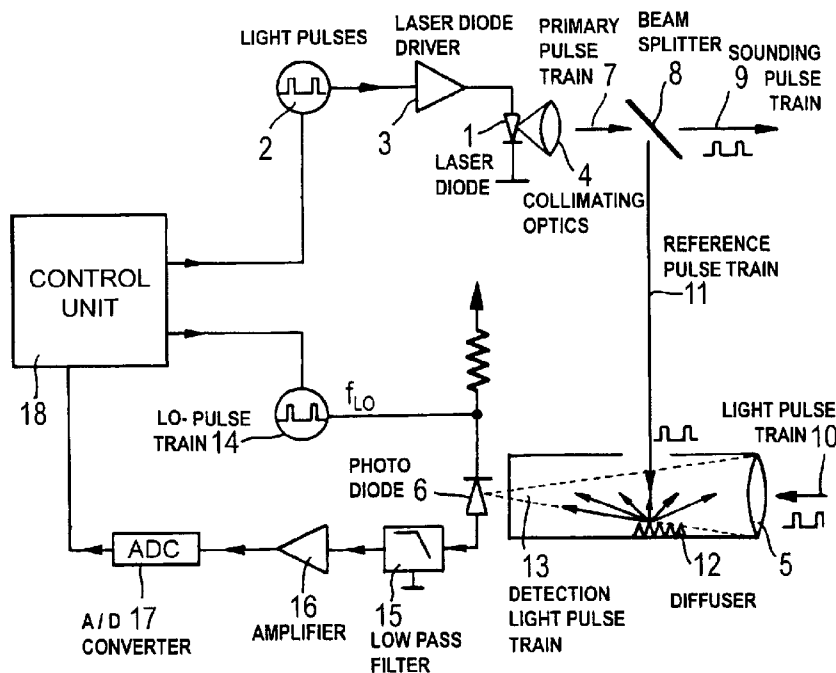 LIGHT PULSES
2
LASER DIODE
DRIVER
3
1
LASER
DIODE
4
COLLIMATING
OPTICS
PRIMARY
PULSE
TRAIN
7
BEAM
SPLITTER
8
SOUNDING
PULSE
TRAIN
9
REFERENCE
PULSE TRAIN
11
CONTROL
UNIT
18
LO- PULSE
TRAIN 14
fLO
PHOTO
DIODE 6
LIGHT PULSE
TRAIN 10
5
12
DIFFUSER
13
DETECTION
LIGHT PULSE
TRAIN
15
LOW PASS
FILTER
16
AMPLIFIER
ADC
17
A / D
CONVERTER